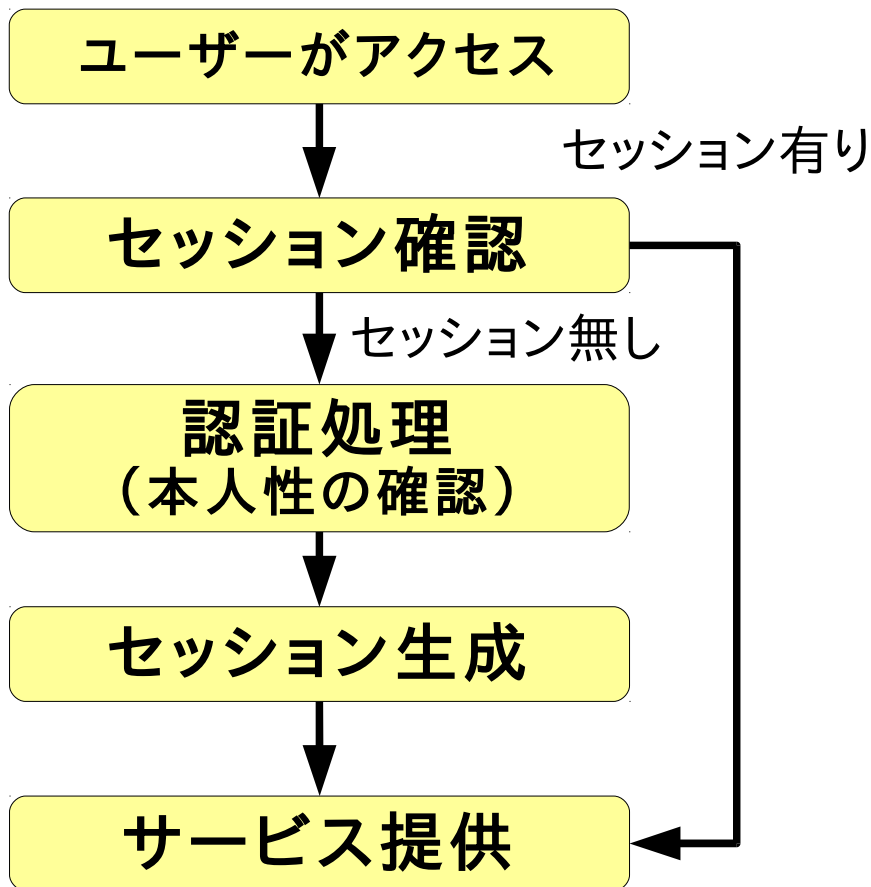 ユーザーがアクセス
セッション有り
セッション確認
セッション無し
認証処理
（本人性の確認）
セッション生成
サービス提供